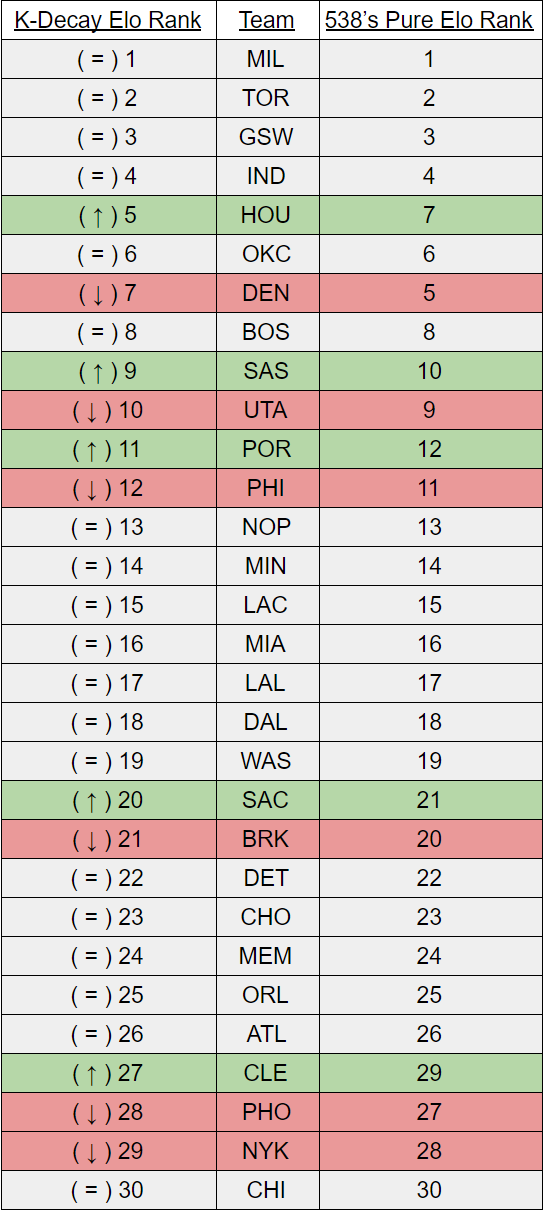 K-Decay Elo Rank Team 538’s Pure Elo Rank
( = ) 1 MIL 1
( = ) 2 TOR 2
( = ) 3 GSW 3
( = ) 4 IND 4
( ↑ ) 5 HOU 7
( = ) 6 OKC 6
( ↓ ) 7 DEN 5
( = ) 8 BOS 8
( ↑ ) 9 SAS 10
( ↓ ) 10 UTA 9
( ↑ ) 11 POR 12
( ↓ ) 12 PHI 11
( = ) 13 NOP 13
( = ) 14 MIN 14
( = ) 15 LAC 15
( = ) 16 MIA 16
( = ) 17 LAL 17
( = ) 18 DAL 18
( = ) 19 WAS 19
( ↑ ) 20 SAC 21
( ↓ ) 21 BRK 20
( = ) 22 DET 22
( = ) 23 CHO 23
( = ) 24 MEM 24
( = ) 25 ORL 25
( = ) 26 ATL 26
( ↑ ) 27 CLE 29
( ↓ ) 28 PHO 27
( ↓ ) 29 NYK 28
( = ) 30 CHI 30